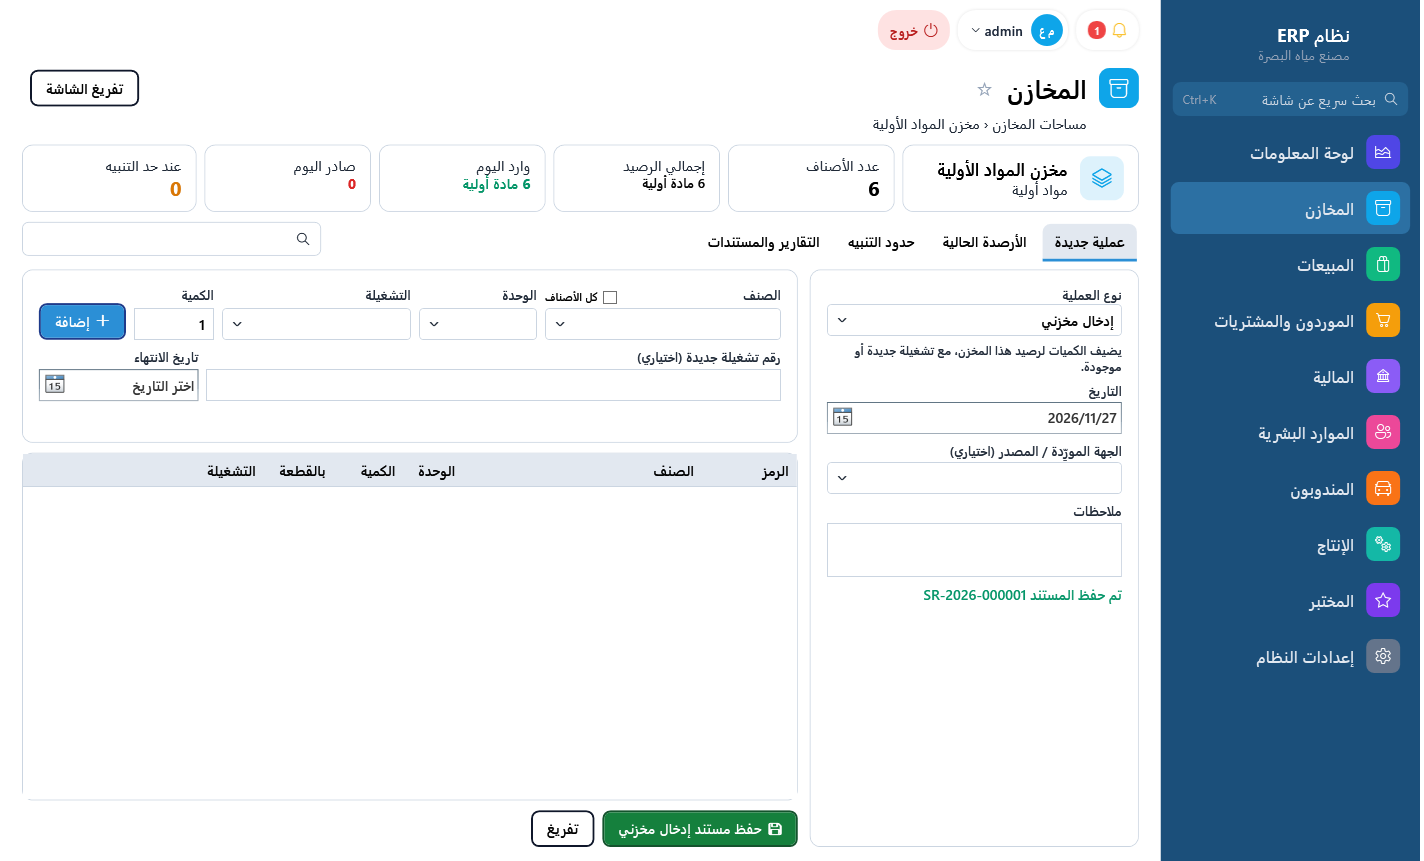 نظام ERP
مصنع مياه البصرة
بحث سريع عن شاشة
Ctrl+K
لوحة المعلومات
المخازن
المبيعات
الموردون والمشتريات
المالية
الموارد البشرية
المندوبون
الإنتاج
المختبر
إعدادات النظام
1
م ع
admin
خروج
المخازن
تفريغ الشاشة
مساحات المخازن › مخزن المواد الأولية
مخزن المواد الأولية
مواد أولية
عدد الأصناف
6
إجمالي الرصيد
6 مادة أولية
وارد اليوم
6 مادة أولية
صادر اليوم
0
عند حد التنبيه
0
عملية جديدة
الأرصدة الحالية
حدود التنبيه
التقارير والمستندات
نوع العملية
إدخال مخزني
يضيف الكميات لرصيد هذا المخزن، مع تشغيلة جديدة أو
موجودة.
التاريخ
2026/11/27
15
الجهة المورّدة / المصدر (اختياري)
ملاحظات
تم حفظ المستند SR-2026-000001
الصنف
كل الأصناف
الوحدة
التشغيلة
الكمية
1
إضافة
رقم تشغيلة جديدة (اختياري)
تاريخ الانتهاء
اختر التاريخ
15
الرمز
الصنف
الوحدة
الكمية
بالقطعة
التشغيلة
حفظ مستند إدخال مخزني
تفريغ